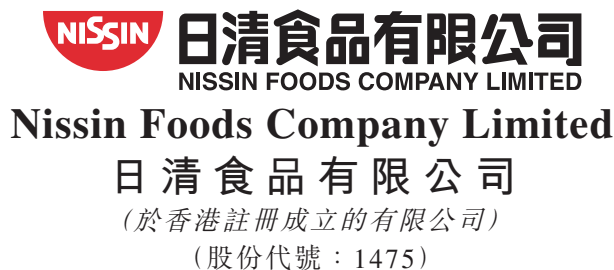 NISSIN
日清食品有限公司
NISSIN FOODS COMPANY LIMITED
Nissin Foods Company Limited
日清食品有限公司
(於香港註冊成立的有限公司)
(股份代號：1475)